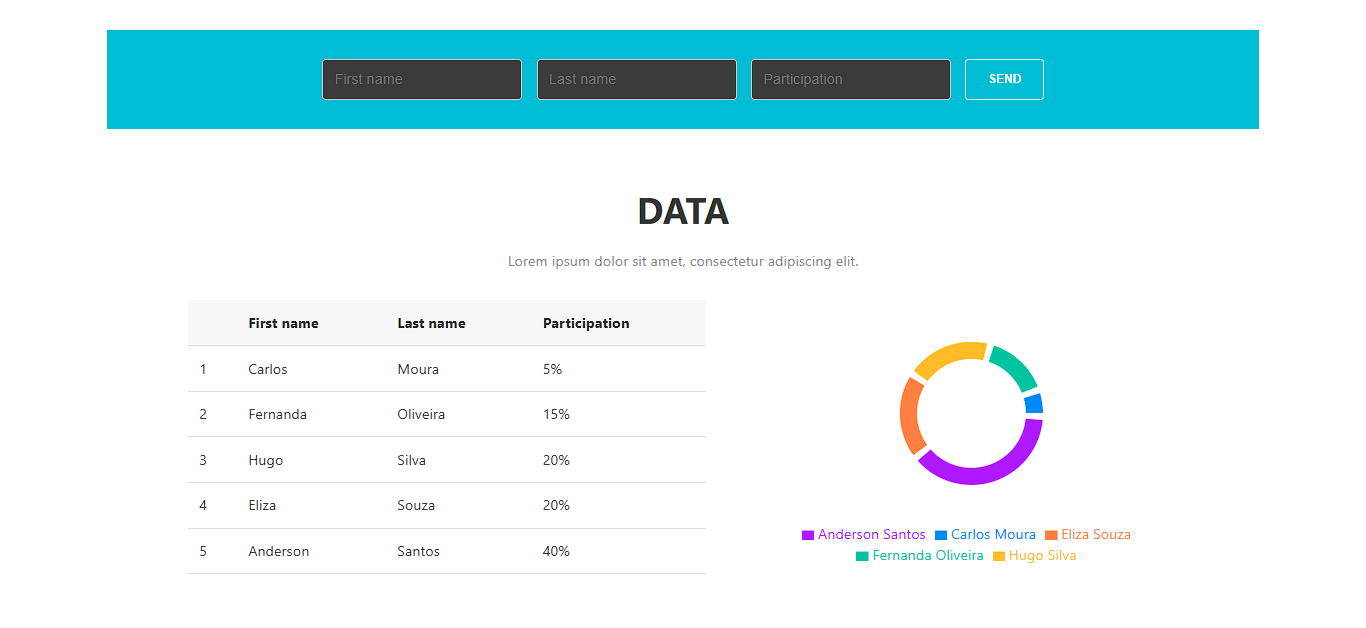 First name Last name Participation SEND
DATA
Lorem ipsum dolor sit amet, consectetur adipiscing elit.
First name Last name Participation
1 Carlos Moura 5%
2 Fernanda Oliveira 15%
3 Hugo Silva 20%
4 Eliza Souza 20%
5 Anderson Santos 40%
Anderson Santos Carlos Moura Eliza Souza
Fernanda Oliveira Hugo Silva